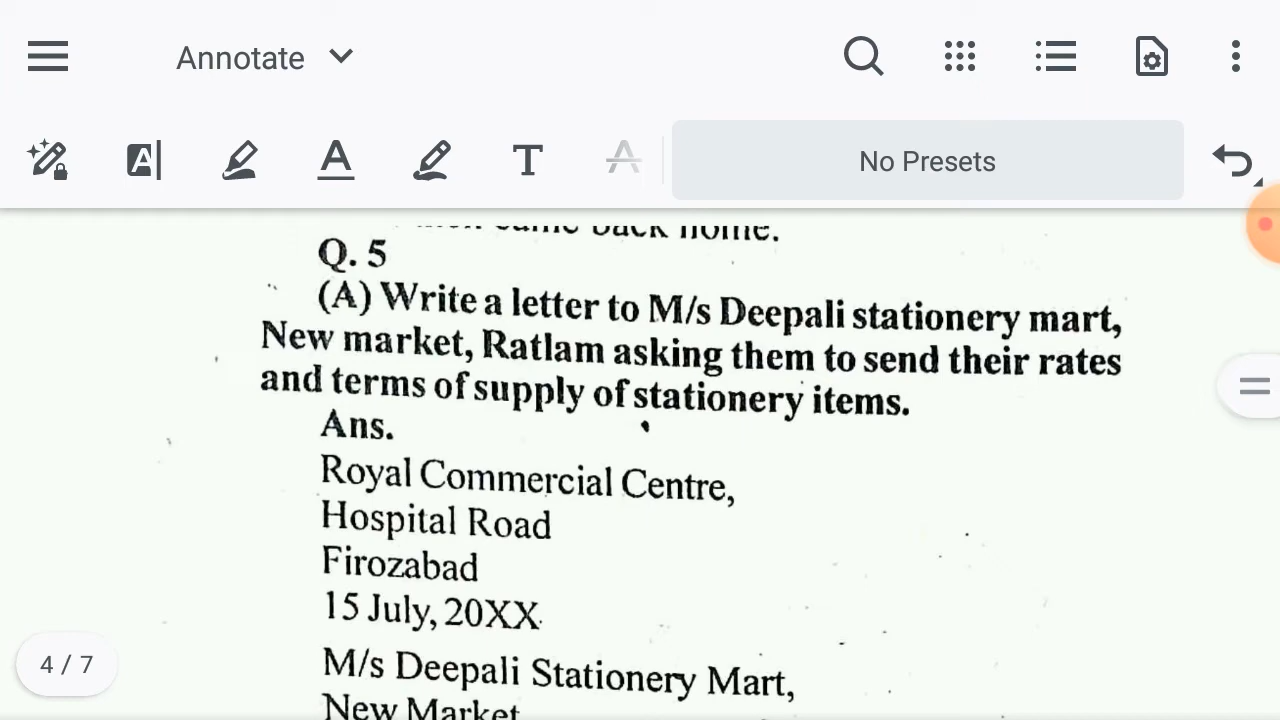 Annotate
No Presets
back home.
Q. 5
(A) Write a letter to M/s Deepali stationery mart,
New market, Ratlam asking them to send their rates
and terms of supply of stationery items.
Ans.
Royal Commercial Centre,
Hospital Road
Firozabad
15 July, 20XX
4 / 7
M/s Deepali Stationery Mart,
New Market